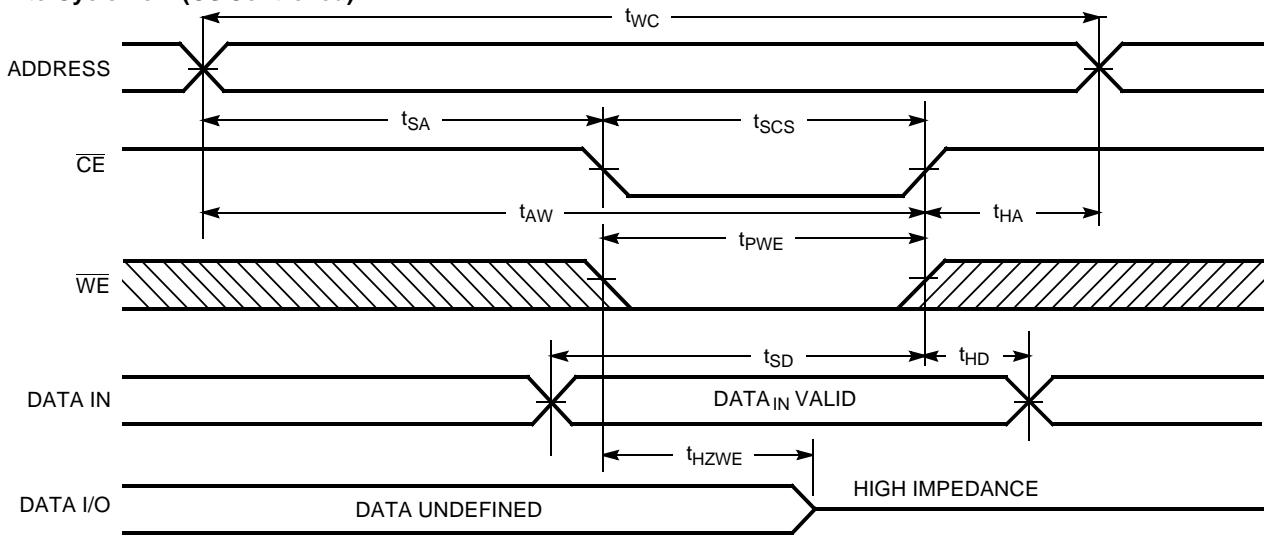 tWC
ADDRESS
tSA
tSCS
CE
tAW
tHA
tPWE
WE
tSD
tHD
DATA IN
DATAIN VALID
tHZWE
HIGH IMPEDANCE
DATA I/O
DATA UNDEFINED